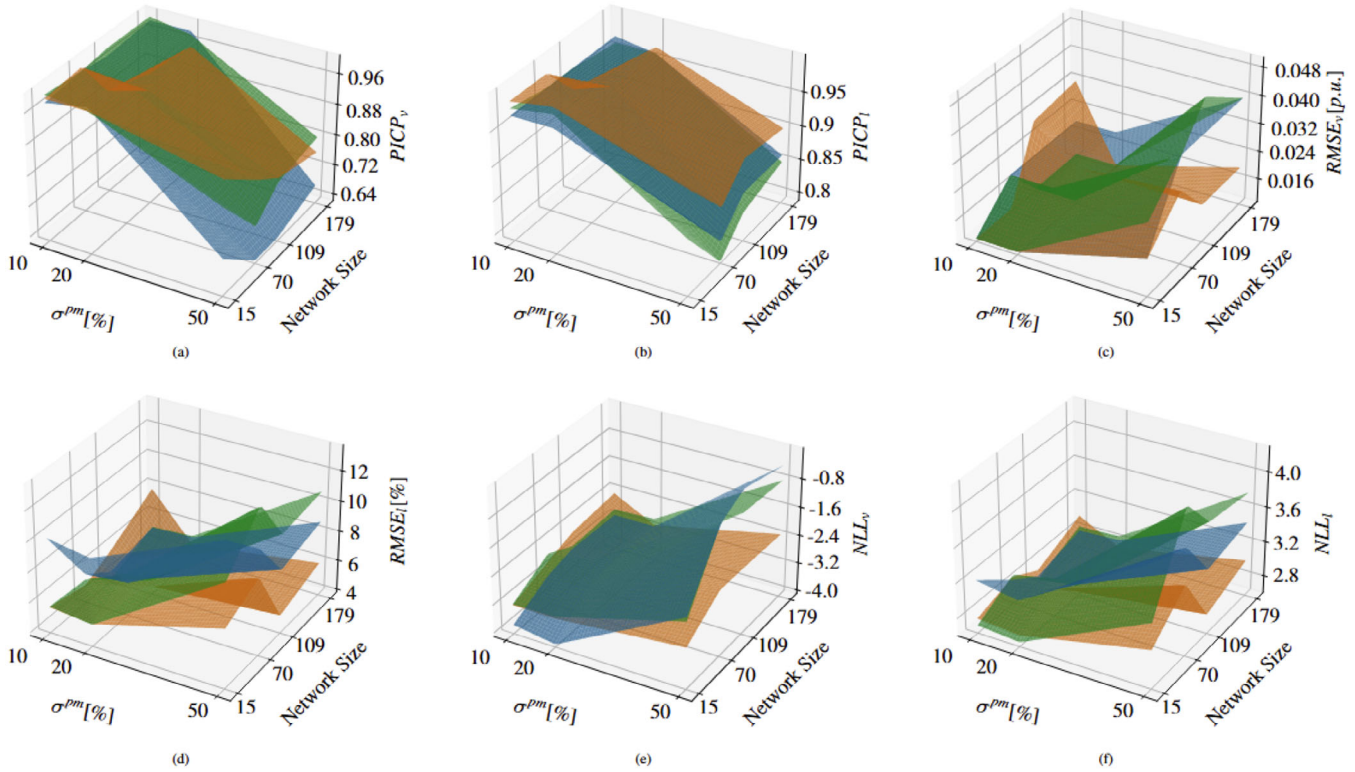 0.96
0.88
0.80
0.72
0.64
PICP_v
179
109
70
15
Network Size
10
20
50
σ^pm[%]
(a)
0.95
0.9
0.85
0.8
PICP_l
179
109
70
15
Network Size
10
20
50
σ^pm[%]
(b)
0.048
0.040
0.032
0.024
0.016
RMSE_v[p.u.]
179
109
70
15
Network Size
10
20
50
σ^pm[%]
(c)
12
10
8
6
4
RMSE_l[%]
179
109
70
15
Network Size
10
20
50
σ^pm[%]
(d)
-0.8
-1.6
-2.4
-3.2
-4.0
NLL_v
179
109
70
15
Network Size
10
20
50
σ^pm[%]
(e)
4.0
3.6
3.2
2.8
NLL_l
179
109
70
15
Network Size
10
20
50
σ^pm[%]
(f)